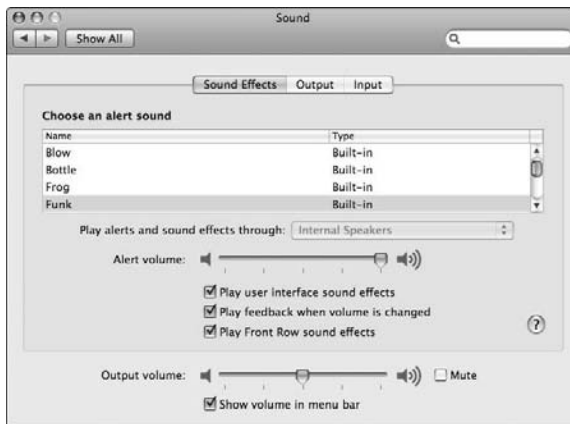 Sound
Show All
Sound Effects Output Input
Choose an alert sound
Name Type
Blow Built-in
Bottle Built-in
Frog Built-in
Funk Built-in
Play alerts and sound effects through: Internal Speakers
Alert volume:
Play user interface sound effects
Play feedback when volume is changed
Play Front Row sound effects
?
Output volume: Mute
Show volume in menu bar